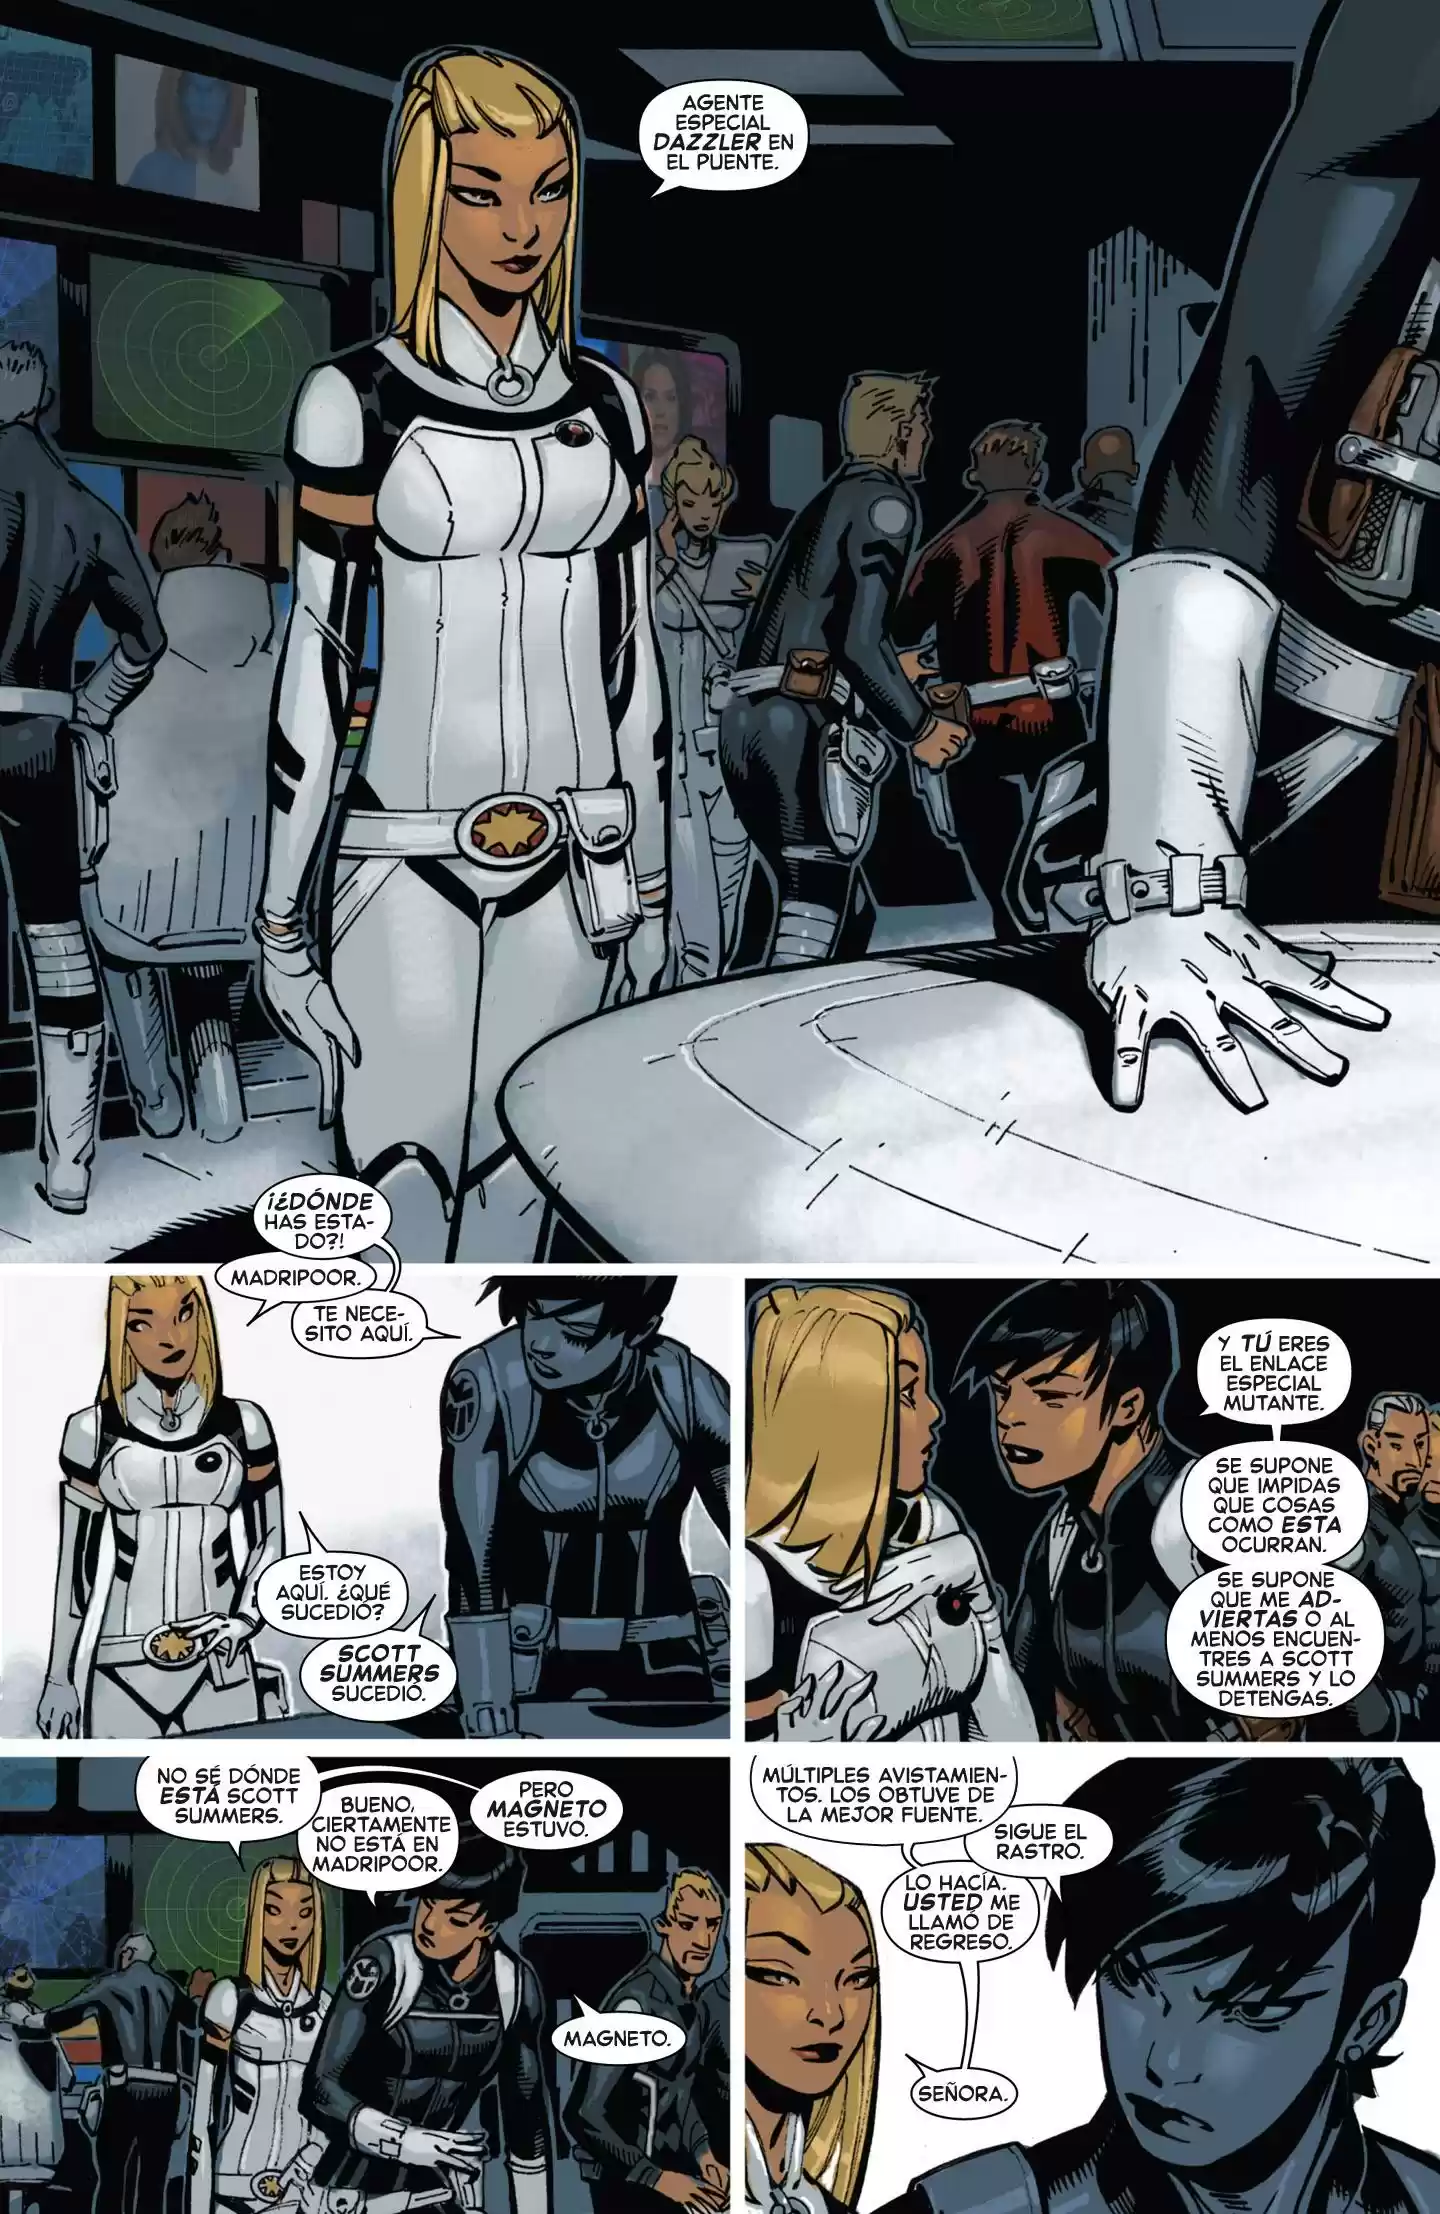 AGENTE
ESPECIAL
DAZZLER EN
EL PUENTE.
¡¿DÓNDE
HAS ESTA-
DO?!
MADRIPOOR.
TE NECE-
SITO AQUÍ.
ESTOY
AQUÍ. ¿QUÉ
SUCEDIÓ?
SCOTT
SUMMERS
SUCEDIÓ.
Y TÚ ERES
EL ENLACE
ESPECIAL
MUTANTE.
SE SUPONE
QUE IMPIDAS
QUE COSAS
COMO ESTA
OCURRAN.
SE SUPONE
QUE ME AD-
VIERTAS O AL
MENOS ENCUEN-
TRES A SCOTT
SUMMERS Y LO
DETENGAS.
NO SÉ DÓNDE
ESTÁ SCOTT
SUMMERS.
BUENO,
CIERTAMENTE
NO ESTÁ EN
MADRIPOOR.
PERO
MAGNETO
ESTUVO.
MAGNETO.
MÚLTIPLES AVISTAMIEN-
TOS. LOS OBTUVE DE
LA MEJOR FUENTE.
SIGUE EL
RASTRO.
LO HACÍA.
USTED ME
LLAMÓ DE
REGRESO.
SEÑORA.